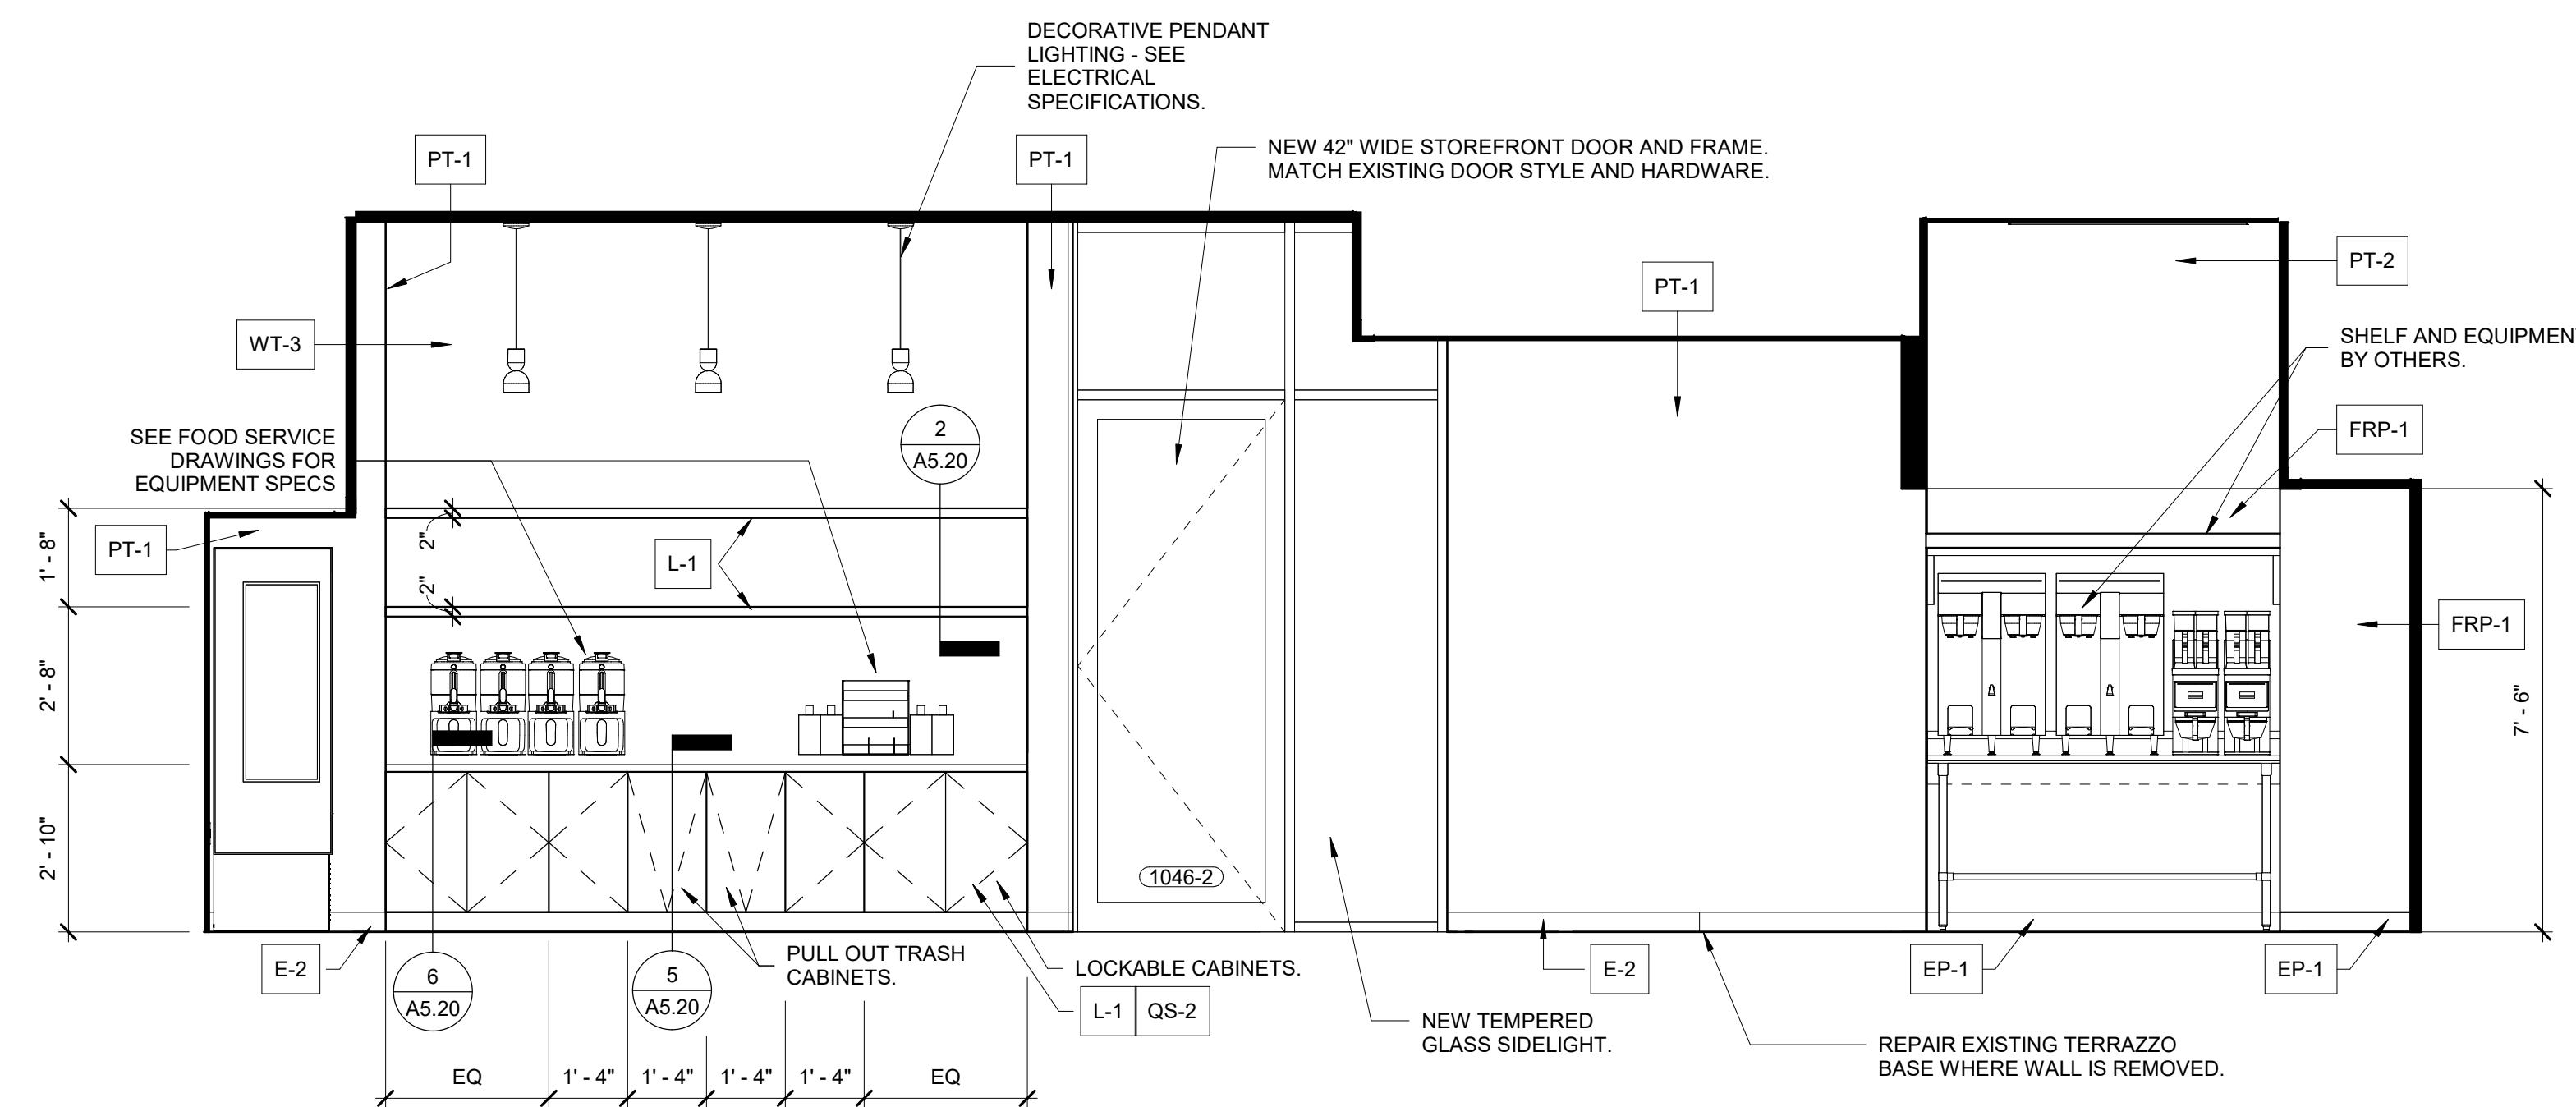 DECORATIVE PENDANT
LIGHTING - SEE
ELECTRICAL
SPECIFICATIONS.
PT-1
PT-1
NEW 42" WIDE STOREFRONT DOOR AND FRAME.
MATCH EXISTING DOOR STYLE AND HARDWARE.
PT-2
PT-1
WT-3
SHELF AND EQUIPMEN
BY OTHERS.
SEE FOOD SERVICE
DRAWINGS FOR
EQUIPMENT SPECS
2
A5.20
FRP-1
PT-1
1' - 8"
2"
L-1
2"
FRP-1
2' - 8"
7' - 6"
2' - 10"
1046-2
E-2
6
A5.20
5
A5.20
PULL OUT TRASH
CABINETS.
LOCKABLE CABINETS.
L-1
QS-2
E-2
EP-1
EP-1
NEW TEMPERED
GLASS SIDELIGHT.
REPAIR EXISTING TERRAZZO
BASE WHERE WALL IS REMOVED.
EQ
1' - 4"
1' - 4"
1' - 4"
1' - 4"
EQ